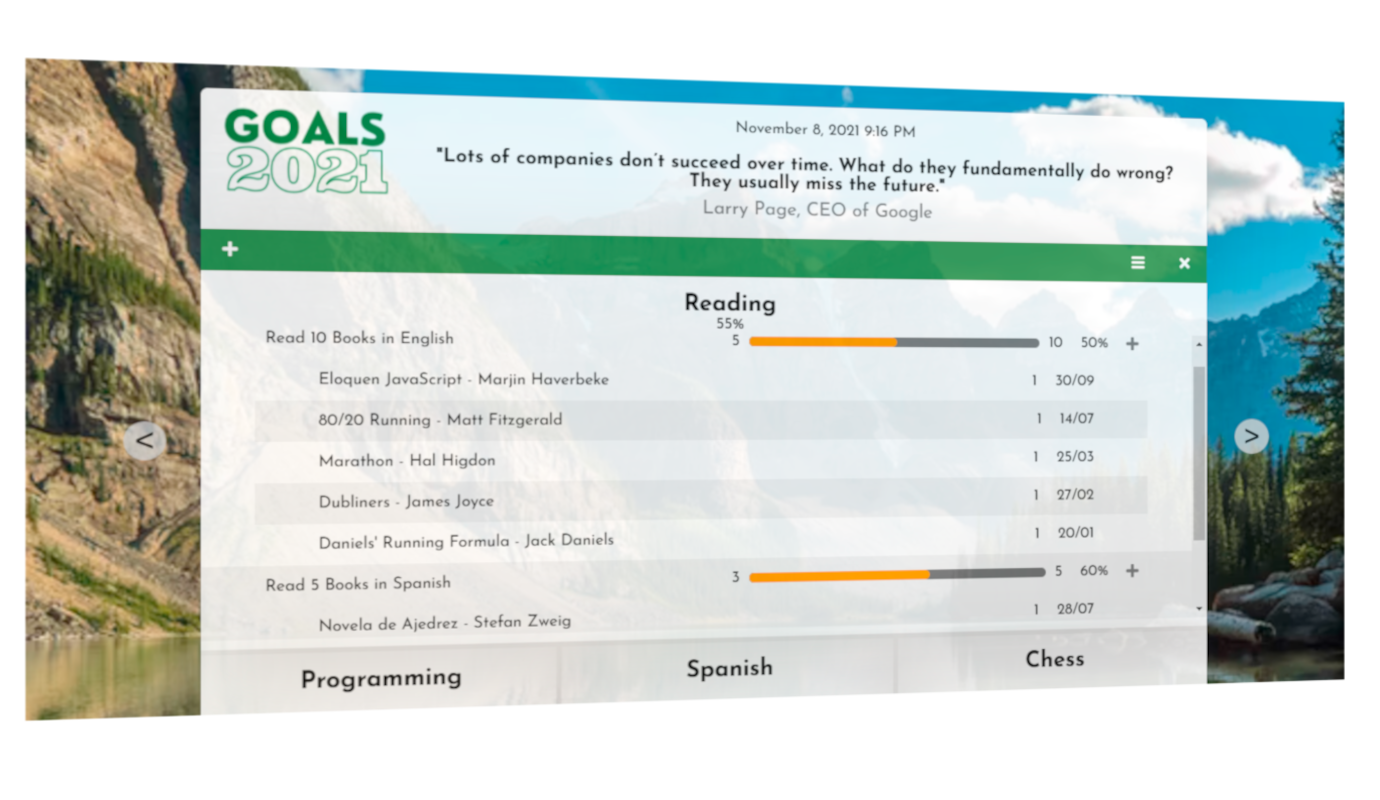 GOALS
2021
November 8, 2021 9:16 PM
"Lots of companies don't succeed over time. What do they fundamentally do wrong?
They usually miss the future."
Larry Page, CEO of Google
+
☰ ×
Reading
55%
Read 10 Books in English 5 10 50% +
Eloquen JavaScript - Marjin Haverbeke 1 30/09
80/20 Running - Matt Fitzgerald 1 14/07
Marathon - Hal Higdon 1 25/03
Dubliners - James Joyce 1 27/02
Daniels' Running Formula - Jack Daniels 1 20/01
Read 5 Books in Spanish 3 5 60% +
Novela de Ajedrez - Stefan Zweig 1 28/07
< >
Programming Spanish Chess